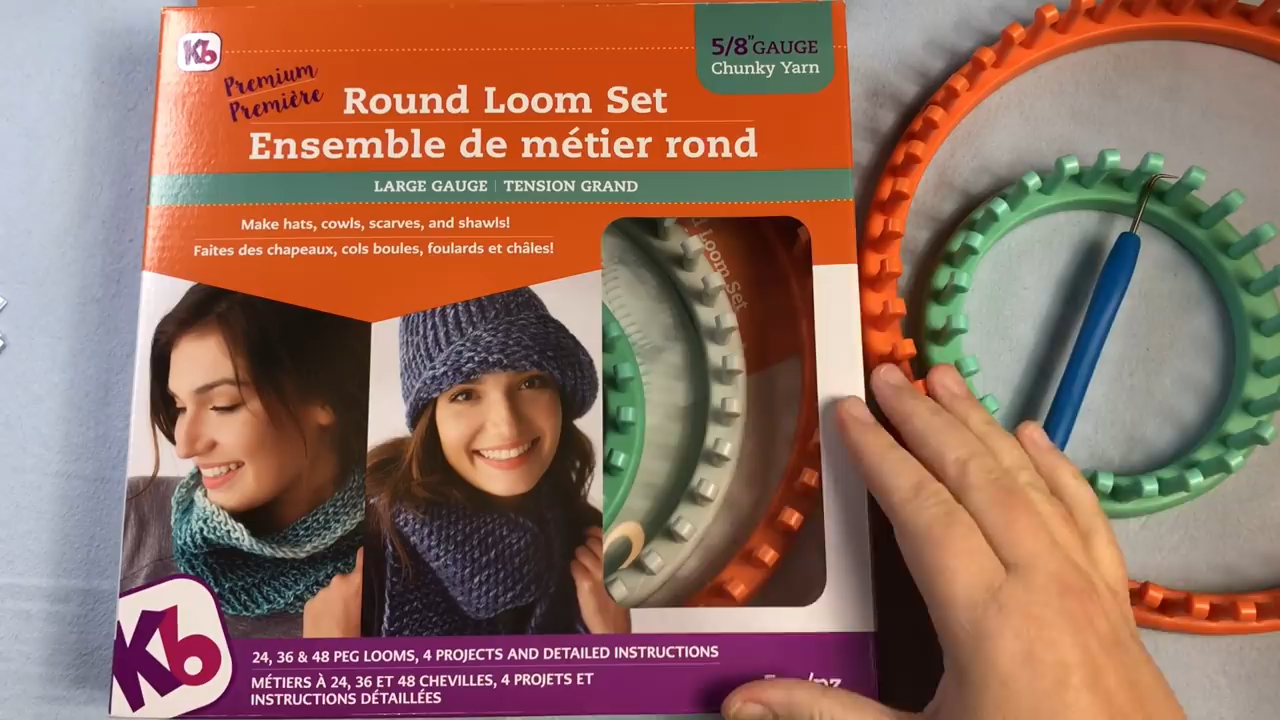 Kb
5/8" GAUGE
Chunky Yarn
Premium
Première
Round Loom Set
Ensemble de métier rond
LARGE GAUGE | TENSION GRAND
Make hats, cowls, scarves, and shawls!
Faites des chapeaux, cols boules, foulards et châles!
Loom Set
Kb
24, 36 & 48 PEG LOOMS, 4 PROJECTS AND DETAILED INSTRUCTIONS
MÉTIERS À 24, 36 ET 48 CHEVILLES, 4 PROJETS ET
INSTRUCTIONS DÉTAILLÉES